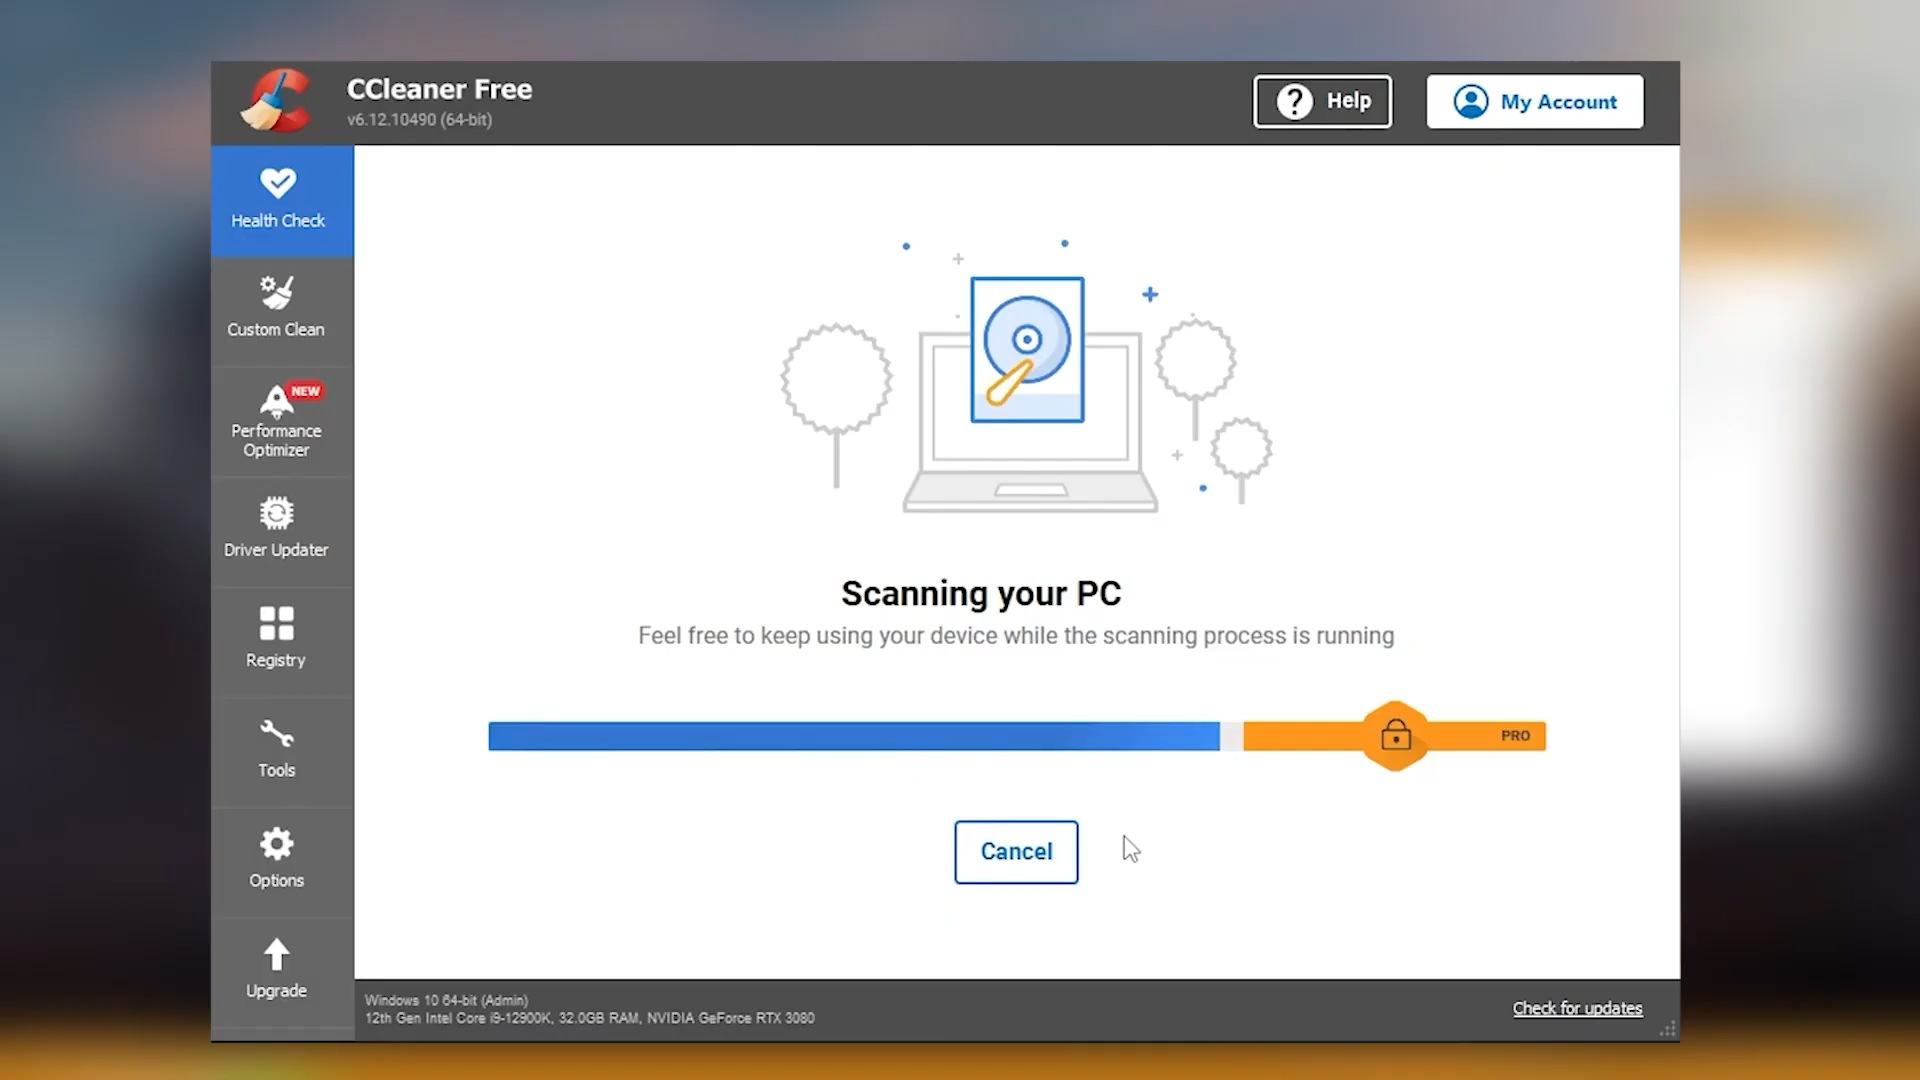 CCleaner Free
v6.12.10490 (64-bit)
Help
My Account
Health Check
Custom Clean
NEW
Performance
Optimizer
Driver Updater
Registry
Tools
Options
Upgrade
Scanning your PC
Feel free to keep using your device while the scanning process is running
PRO
Cancel
Windows 10 64-bit (Admin)
12th Gen Intel Core i9-12900K, 32.0GB RAM, NVIDIA GeForce RTX 3080
Check for updates